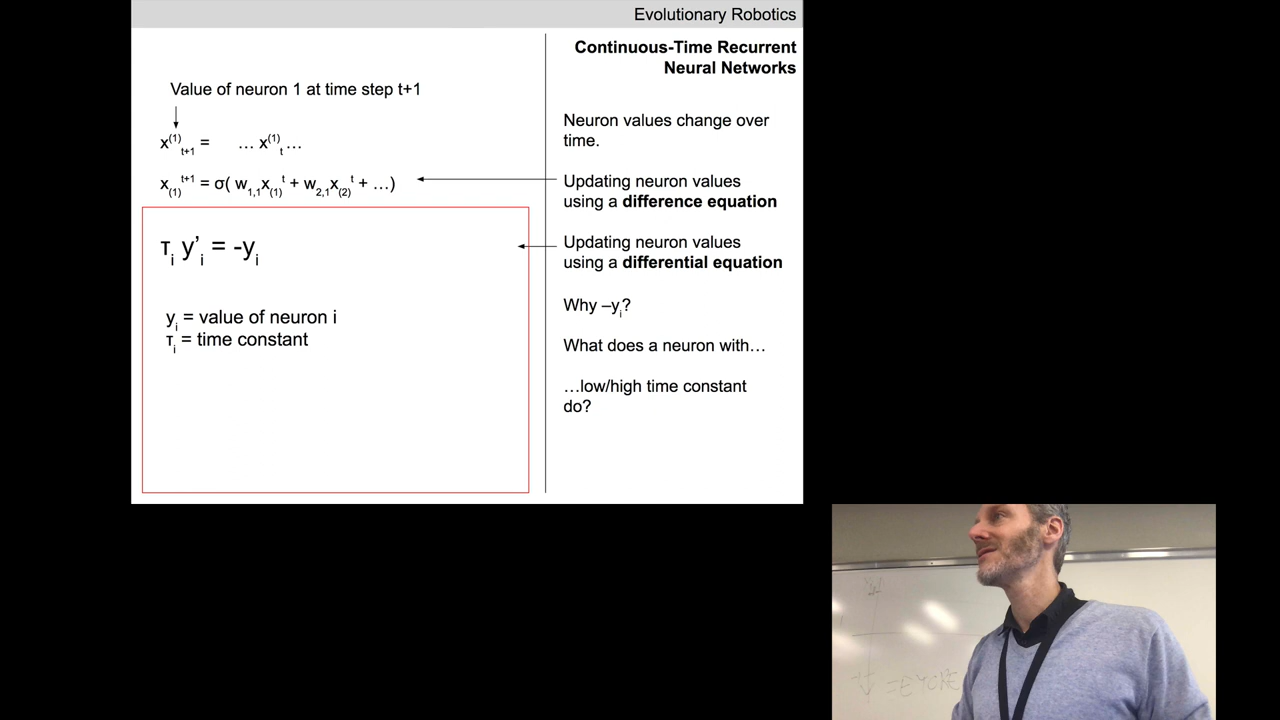 Evolutionary Robotics
Continuous-Time Recurrent
Neural Networks
Value of neuron 1 at time step t+1
x⁽¹⁾ₜ₊₁ = … x⁽¹⁾ₜ …
x₍₁₎ᵗ⁺¹ = σ( w₁,₁x₍₁₎ᵗ + w₂,₁x₍₂₎ᵗ + …)
τᵢ y’ᵢ = -yᵢ
yᵢ = value of neuron i
τᵢ = time constant
Neuron values change over
time.
Updating neuron values
using a difference equation
Updating neuron values
using a differential equation
Why –yᵢ?
What does a neuron with…
…low/high time constant
do?